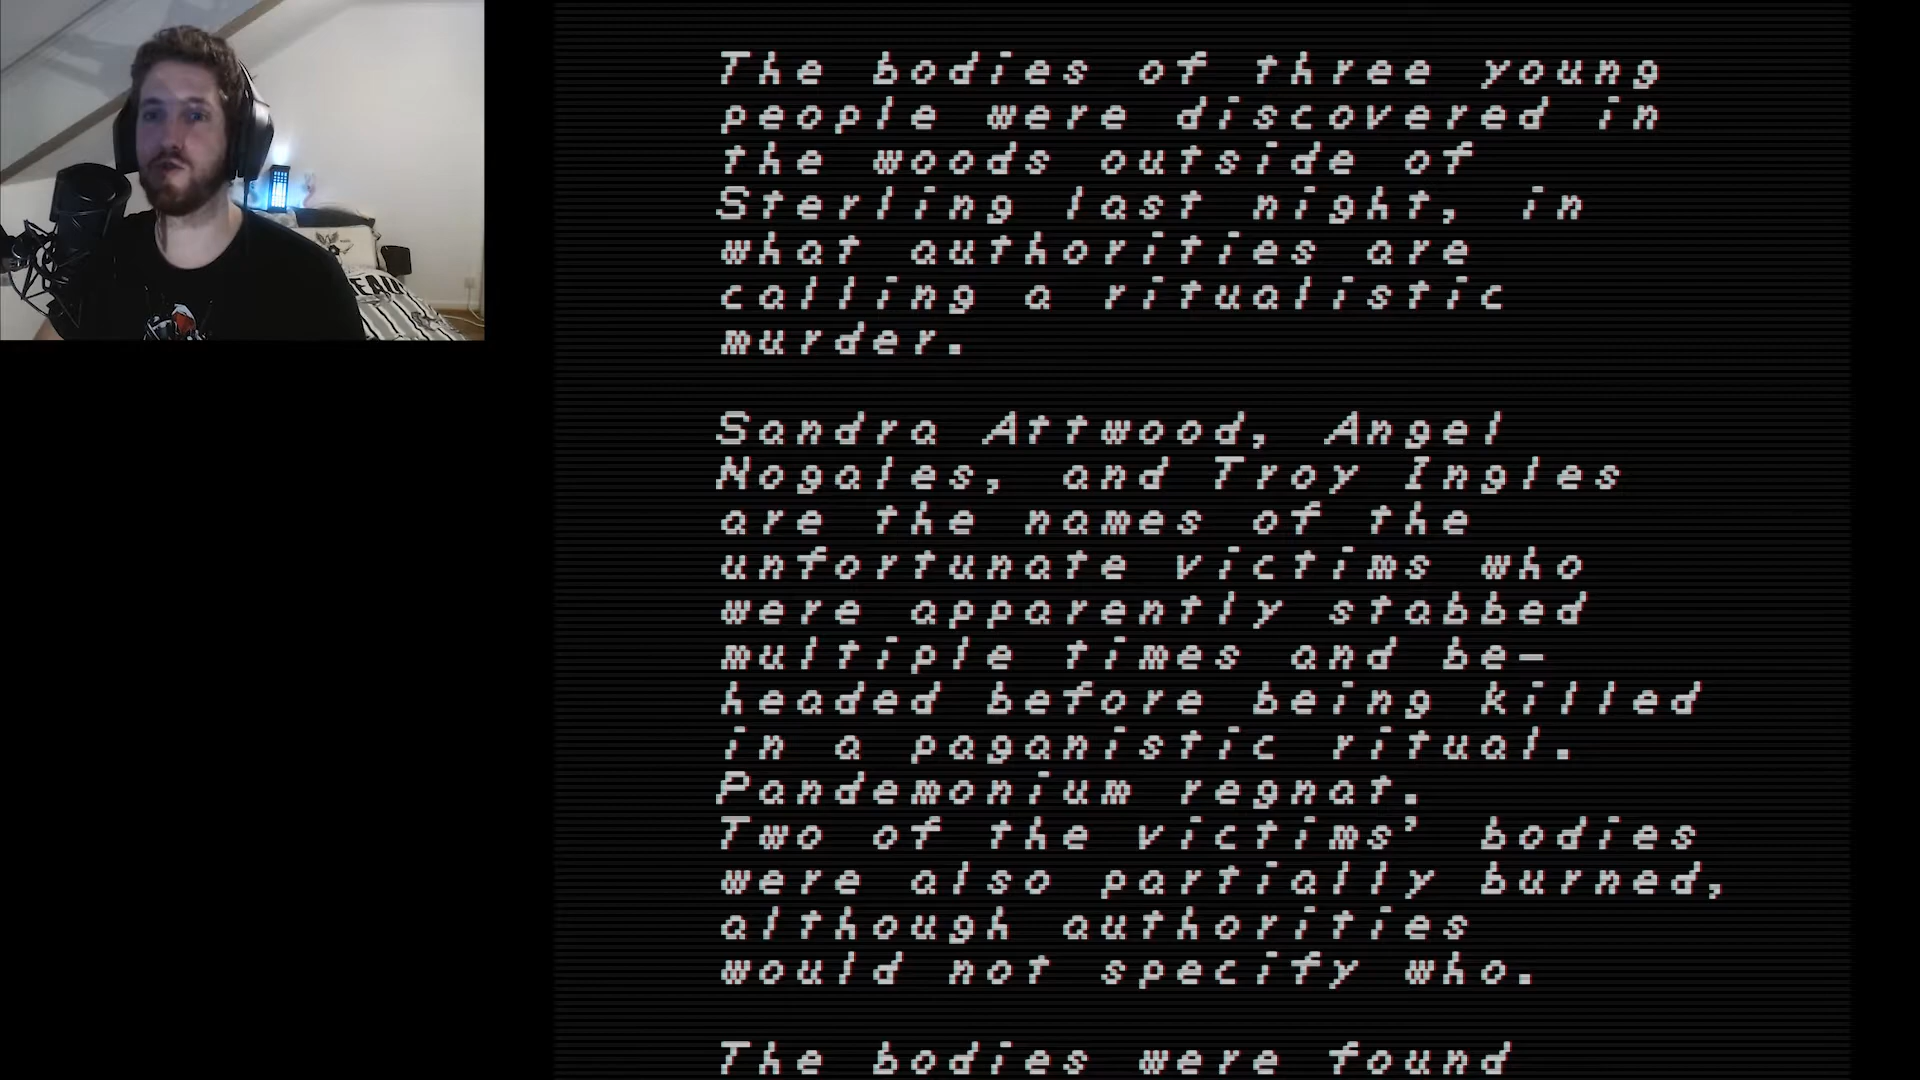 The bodies of three young
people were discovered in
the woods outside of
Sterling last night, in
what authorities are
calling a ritualistic
murder.
Sandra Attwood, Angel
Nogales, and Troy Ingles
are the names of the
unfortunate victims who
were apparently stabbed
multiple times and be-
headed before being killed
in a paganistic ritual.
Pandemonium regnat.
Two of the victims' bodies
were also partially burned,
although authorities
would not specify who.
The bodies were found